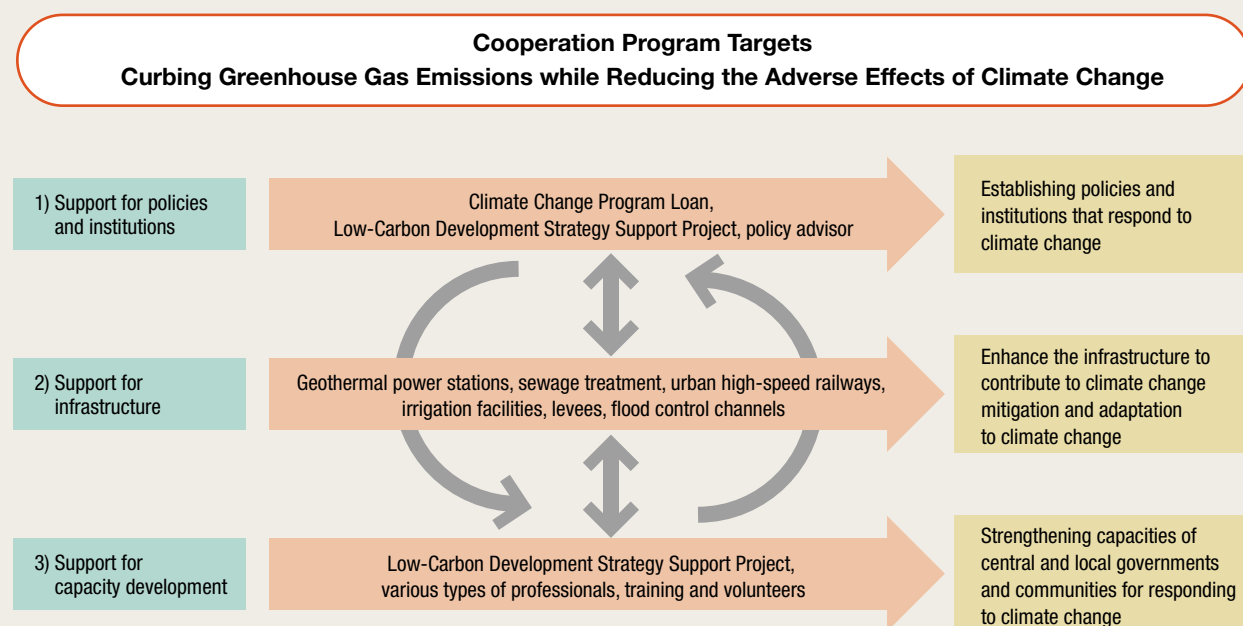 Cooperation Program Targets
Curbing Greenhouse Gas Emissions while Reducing the Adverse Effects of Climate Change
1) Support for policies
and institutions
Climate Change Program Loan,
Low-Carbon Development Strategy Support Project, policy advisor
Establishing policies and
institutions that respond to
climate change
2) Support for
infrastructure
Geothermal power stations, sewage treatment, urban high-speed railways,
irrigation facilities, levees, flood control channels
Enhance the infrastructure to
contribute to climate change
mitigation and adaptation
to climate change
3) Support for
capacity development
Low-Carbon Development Strategy Support Project,
various types of professionals, training and volunteers
Strengthening capacities of
central and local governments
and communities for responding
to climate change